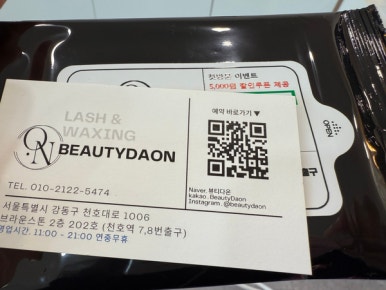 이벤트
5,000원 할인쿠폰 제공
OPEN
LASH &
WAXING
ON BEAUTYDAON
예약 바로가기 ▼
TEL. 010-2122-5474
Naver. 뷰티다온
kakao. BeautyDaon
Instagram. @beautydaon
서울특별시 강동구 천호대로 1006
브라운스톤 2층 202호 (천호역 7,8번출구)
영업시간. 11:00 - 21:00 연중무휴